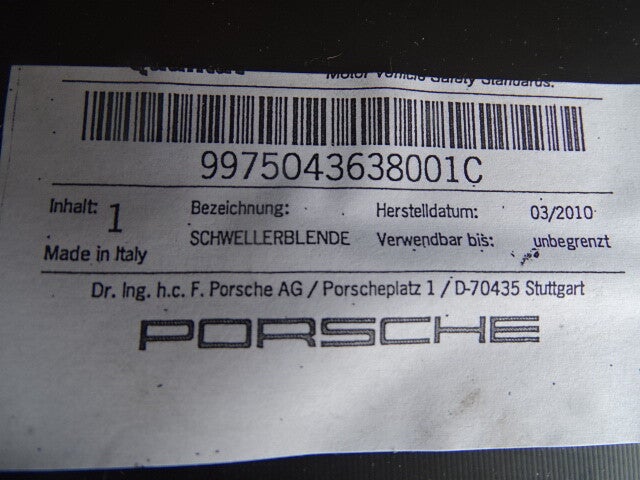 Motor Vehicle Safety Standards.
9975043638001C
Inhalt: 1
Bezeichnung:
Herstelldatum: 03/2010
Made in Italy
SCHWELLERBLENDE
Verwendbar bis: unbegrenzt
Dr. Ing. h.c. F. Porsche AG / Porscheplatz 1 / D-70435 Stuttgart
PORSCHE